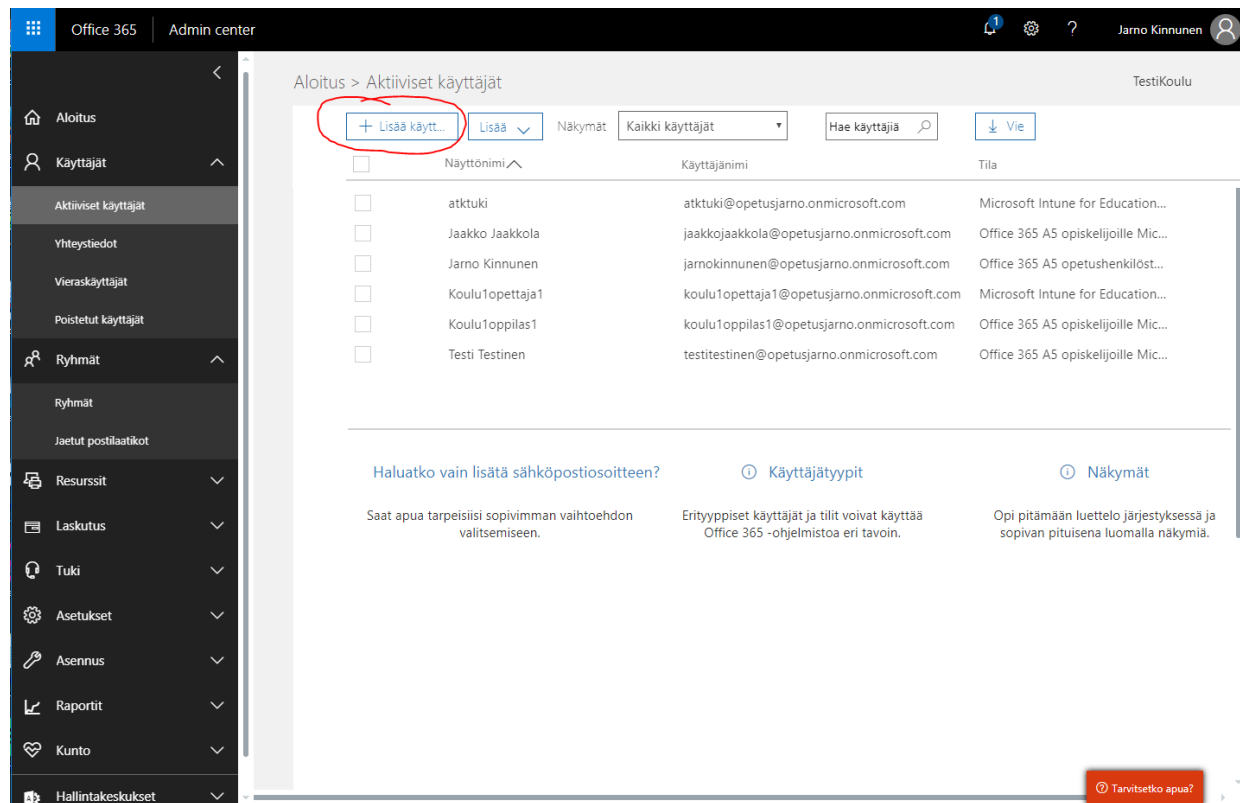 Office 365 Admin center 1 ? Jarno Kinnunen
Aloitus > Aktiiviset käyttäjät TestiKoulu
+ Lisää käytt... Lisää Näkymät Kaikki käyttäjät Hae käyttäjiä Vie
Näyttönimi Käyttäjänimi Tila
atktuki atktuki@opetusjarno.onmicrosoft.com Microsoft Intune for Education...
Jaakko Jaakkola jaakkojaakkola@opetusjarno.onmicrosoft.com Office 365 A5 opiskelijoille Mic...
Jarno Kinnunen jarnokinnunen@opetusjarno.onmicrosoft.com Office 365 A5 opetushenkilöst...
Koulu1opettaja1 koulu1opettaja1@opetusjarno.onmicrosoft.com Microsoft Intune for Education...
Koulu1oppilas1 koulu1oppilas1@opetusjarno.onmicrosoft.com Office 365 A5 opiskelijoille Mic...
Testi Testinen testitestinen@opetusjarno.onmicrosoft.com Office 365 A5 opiskelijoille Mic...
Haluatko vain lisätä sähköpostiosoitteen?
Saat apua tarpeisiisi sopivimman vaihtoehdon
valitsemiseen.
Käyttäjätyypit
Erityyppiset käyttäjät ja tilit voivat käyttää
Office 365 -ohjelmistoa eri tavoin.
Näkymät
Opi pitämään luettelo järjestyksessä ja
sopivan pituisena luomalla näkymiä.
Aloitus
Käyttäjät
Aktiiviset käyttäjät
Yhteystiedot
Vieraskäyttäjät
Poistetut käyttäjät
Ryhmät
Ryhmät
Jaetut postilaatikot
Resurssit
Laskutus
Tuki
Asetukset
Asennus
Raportit
Kunto
Hallintakeskukset
Tarvitsetko apua?